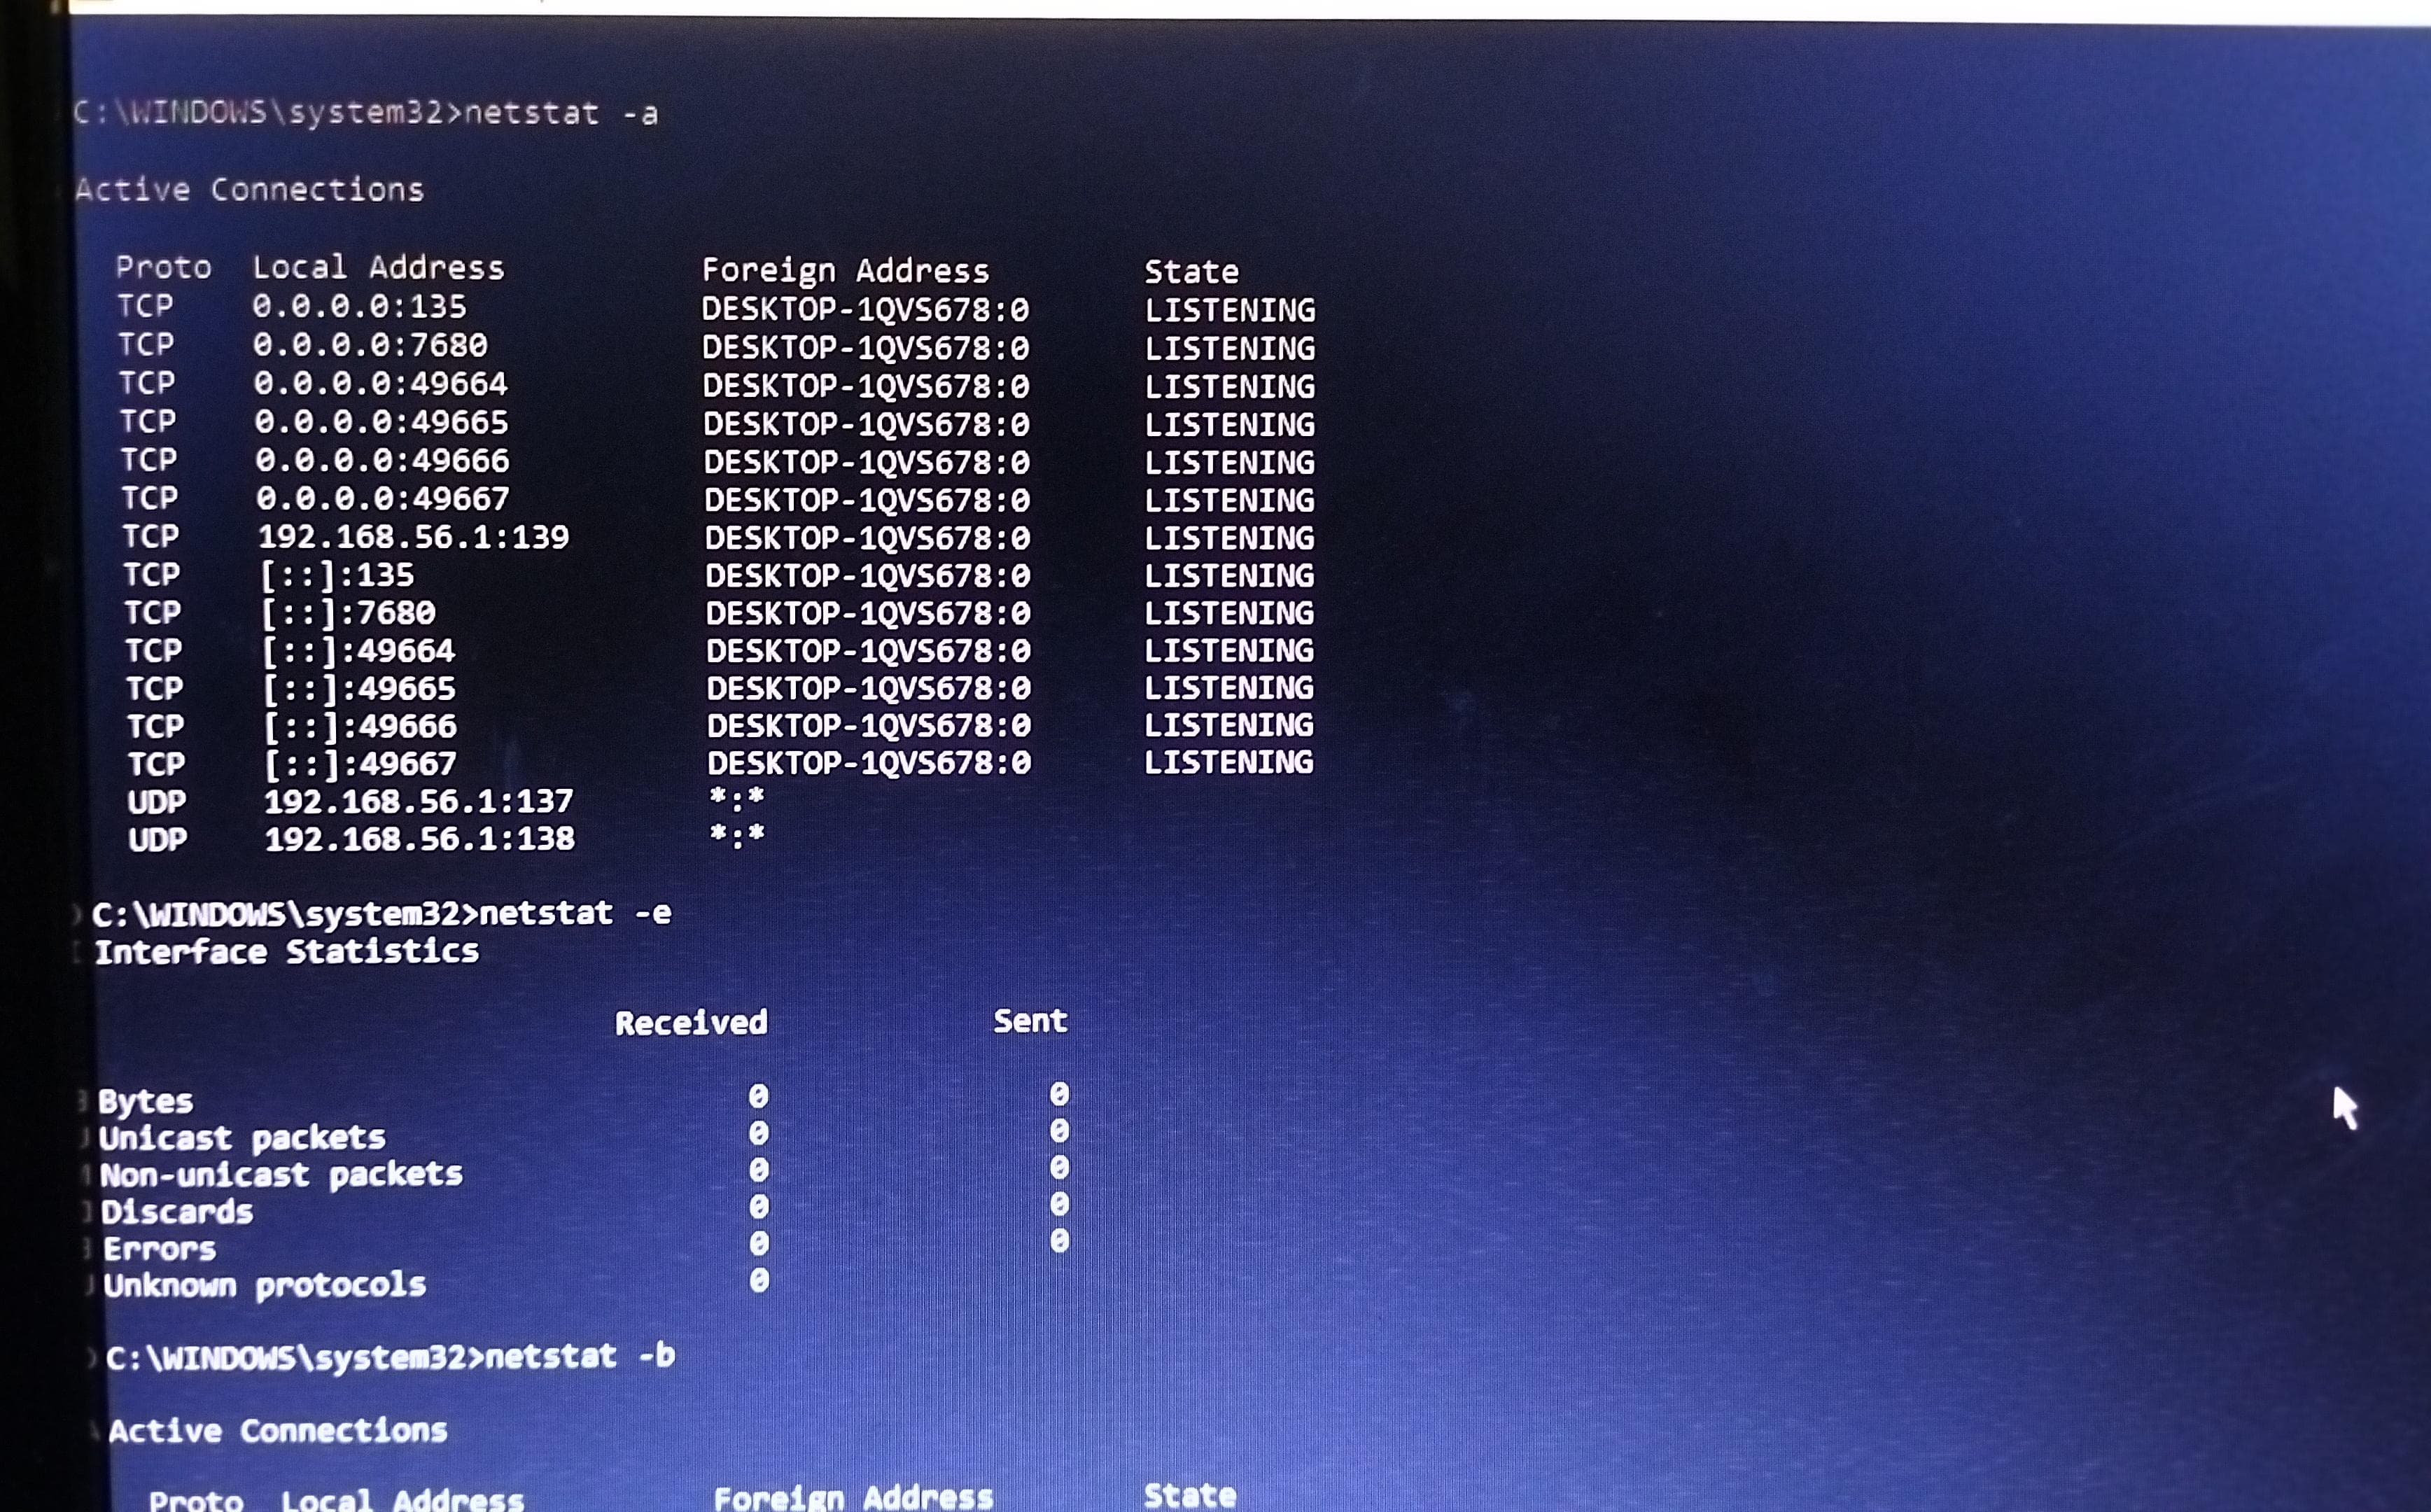 C:\WINDOWS\system32>netstat -a
Active Connections
Proto  Local Address          Foreign Address        State
TCP    0.0.0.0:135            DESKTOP-1QVS678:0      LISTENING
TCP    0.0.0.0:7680           DESKTOP-1QVS678:0      LISTENING
TCP    0.0.0.0:49664          DESKTOP-1QVS678:0      LISTENING
TCP    0.0.0.0:49665          DESKTOP-1QVS678:0      LISTENING
TCP    0.0.0.0:49666          DESKTOP-1QVS678:0      LISTENING
TCP    0.0.0.0:49667          DESKTOP-1QVS678:0      LISTENING
TCP    192.168.56.1:139       DESKTOP-1QVS678:0      LISTENING
TCP    [::]:135               DESKTOP-1QVS678:0      LISTENING
TCP    [::]:7680              DESKTOP-1QVS678:0      LISTENING
TCP    [::]:49664             DESKTOP-1QVS678:0      LISTENING
TCP    [::]:49665             DESKTOP-1QVS678:0      LISTENING
TCP    [::]:49666             DESKTOP-1QVS678:0      LISTENING
TCP    [::]:49667             DESKTOP-1QVS678:0      LISTENING
UDP    192.168.56.1:137       *:*
UDP    192.168.56.1:138       *:*
C:\WINDOWS\system32>netstat -e
Interface Statistics
Received            Sent
Bytes                             0               0
Unicast packets                   0               0
Non-unicast packets               0               0
Discards                          0               0
Errors                            0               0
Unknown protocols                 0
C:\WINDOWS\system32>netstat -b
Active Connections
Proto  Local Address          Foreign Address        State